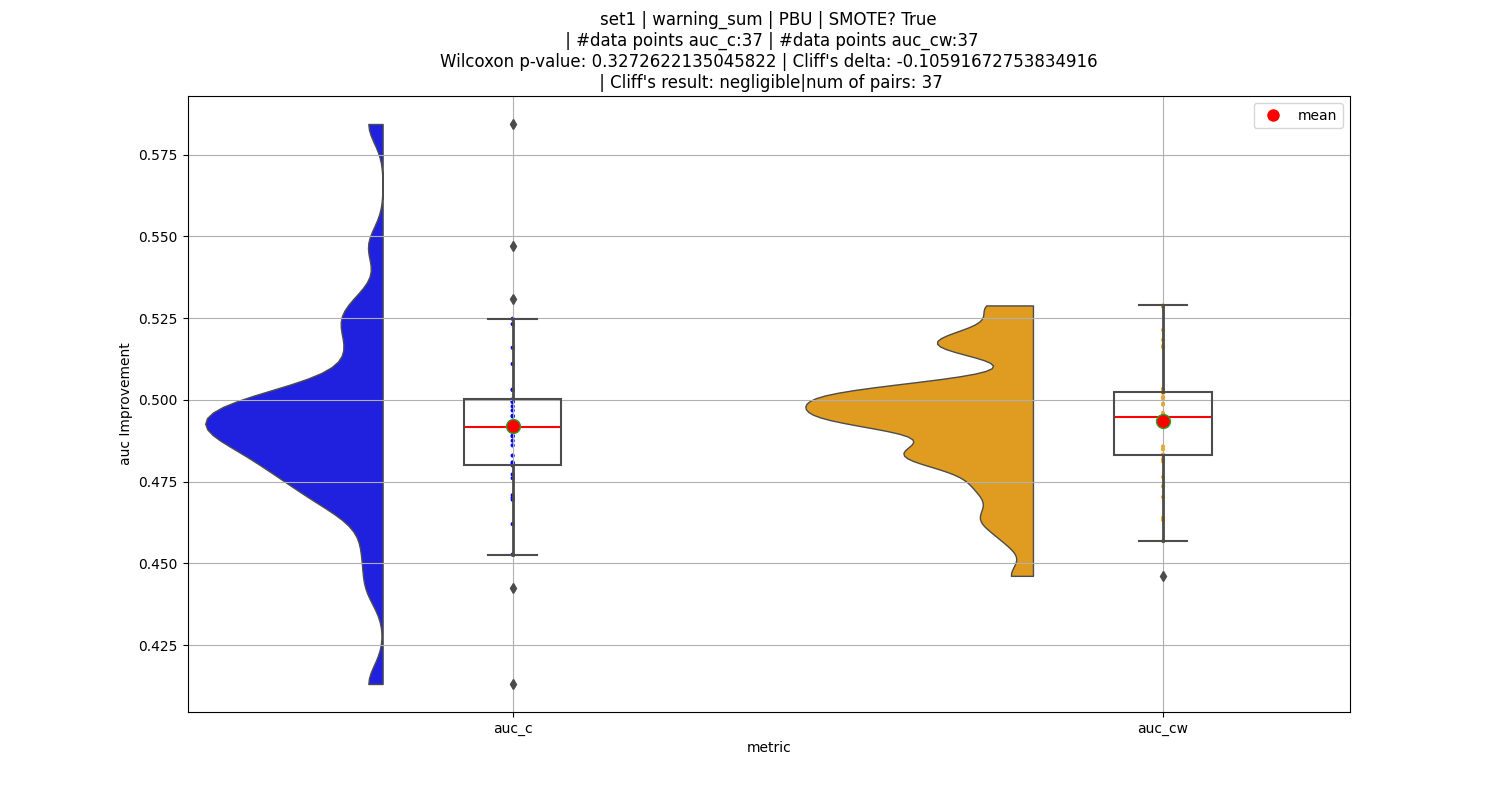 set1 | warning_sum | PBU | SMOTE? True
| #data points auc_c:37 | #data points auc_cw:37
Wilcoxon p-value: 0.3272622135045822 | Cliff's delta: -0.10591672753834916
| Cliff's result: negligible|num of pairs: 37
mean
0.575
0.550
0.525
0.500
0.475
0.450
0.425
auc Improvement
auc_c
auc_cw
metric